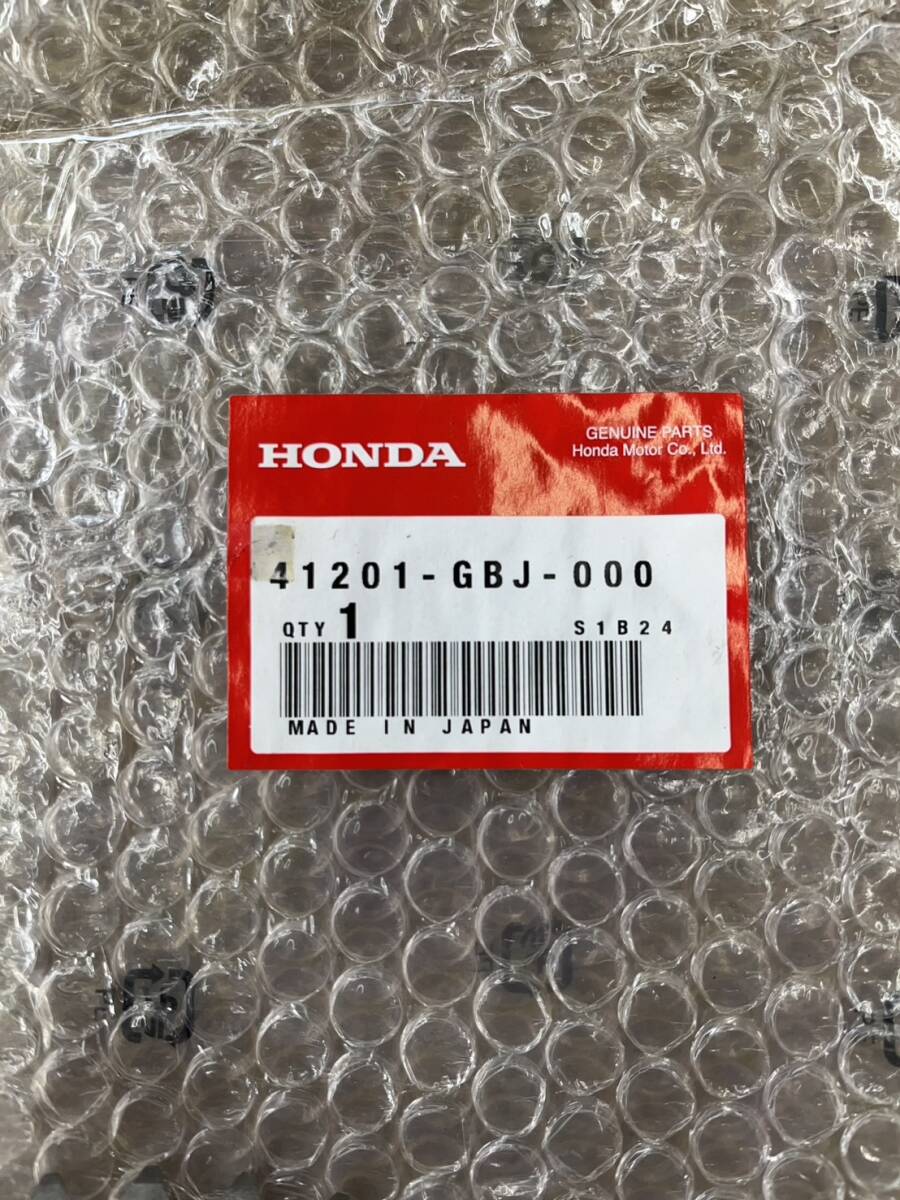 HONDA
GENUINE PARTS
Honda Motor Co., Ltd.
41201-GBJ-000
QTY 1 S1B24
MADE IN JAPAN